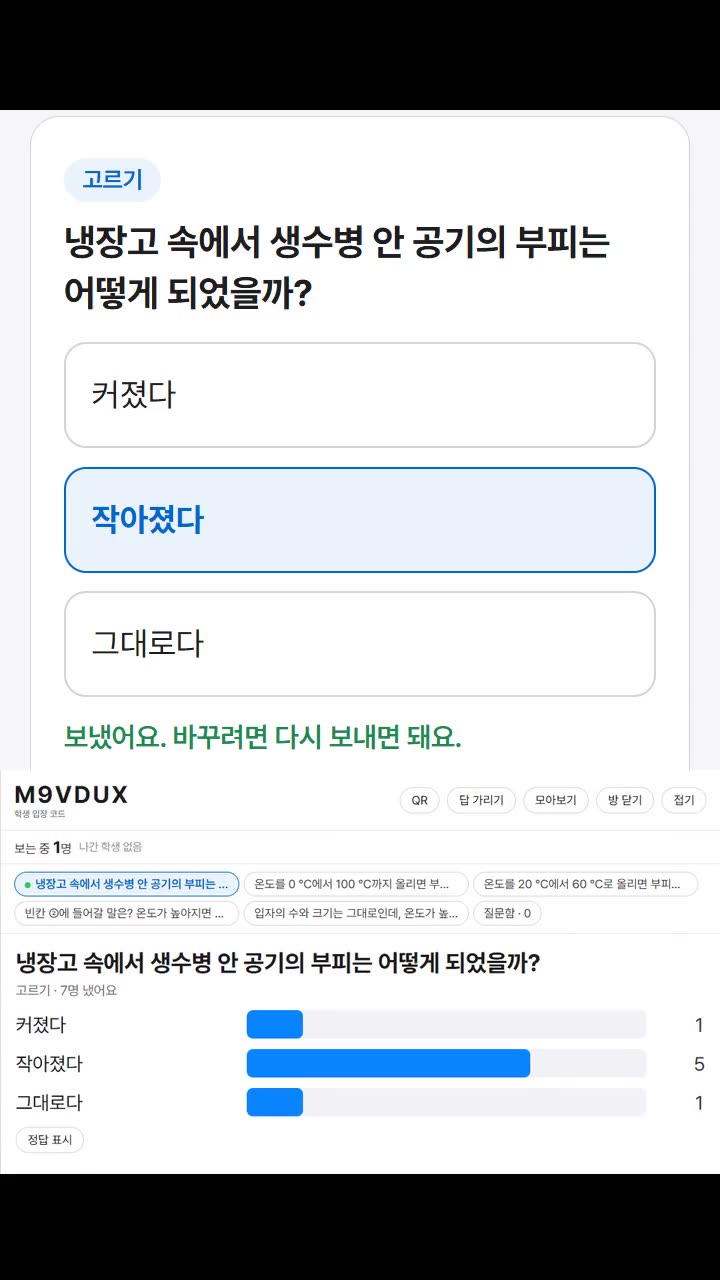 고르기
냉장고 속에서 생수병 안 공기의 부피는
어떻게 되었을까?
커졌다
작아졌다
그대로다
보냈어요. 바꾸려면 다시 보내면 돼요.
M9VDUX
학생 입장 코드
QR
답 가리기
모아보기
방 닫기
접기
보는 중 1명 나간 학생 없음
냉장고 속에서 생수병 안 공기의 부피는 ...
온도를 0 °C에서 100 °C까지 올리면 부...
온도를 20 °C에서 60 °C로 올리면 부피...
빈칸 ②에 들어갈 말은? 온도가 높아지면 ...
입자의 수와 크기는 그대로인데, 온도가 높...
질문함 · 0
냉장고 속에서 생수병 안 공기의 부피는 어떻게 되었을까?
고르기 · 7명 냈어요
커졌다 1
작아졌다 5
그대로다 1
정답 표시